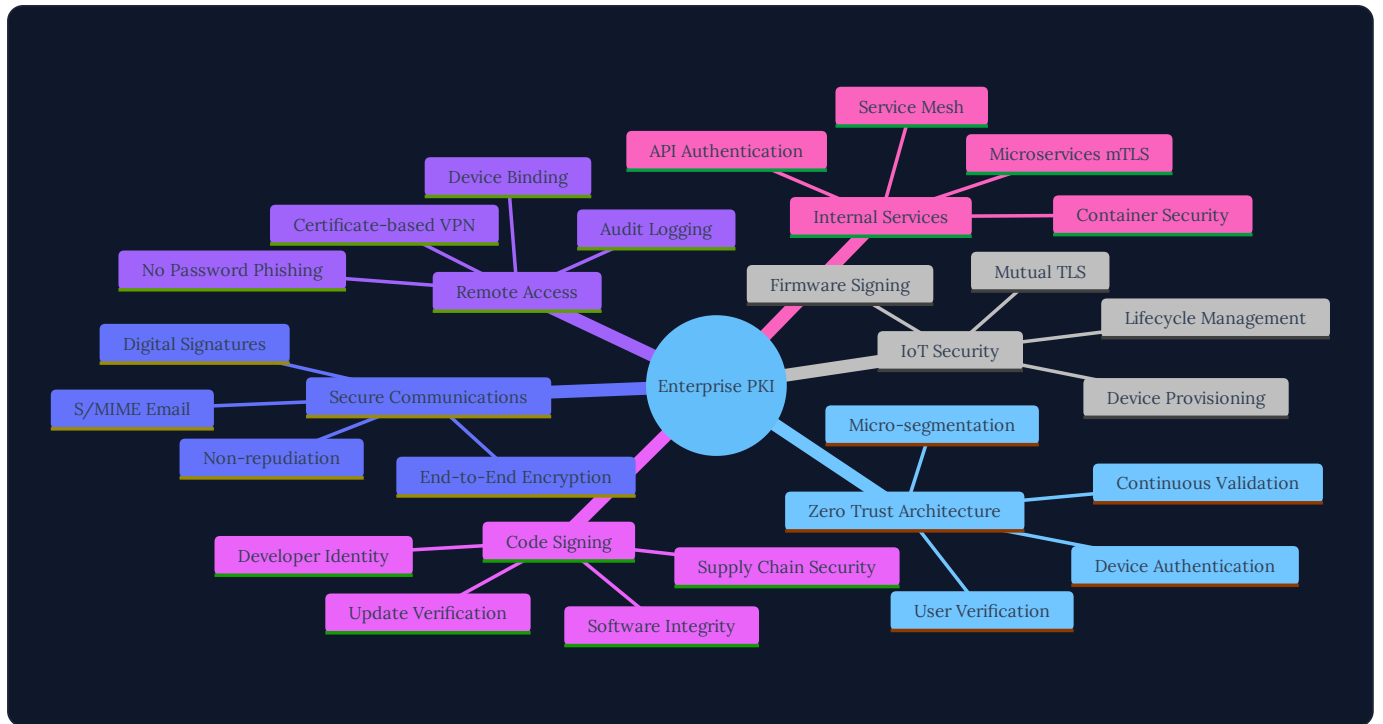 Service Mesh
API Authentication
Microservices mTLS
Device Binding
Certificate-based VPN
Audit Logging
Internal Services
Container Security
No Password Phishing
Remote Access
Firmware Signing
Mutual TLS
Lifecycle Management
Digital Signatures
IoT Security
Enterprise PKI
Secure Communications
S/MIME Email
Device Provisioning
Micro-segmentation
Non-repudiation
End-to-End Encryption
Continuous Validation
Zero Trust Architecture
Code Signing
Developer Identity
Supply Chain Security
Device Authentication
Update Verification
User Verification
Software Integrity